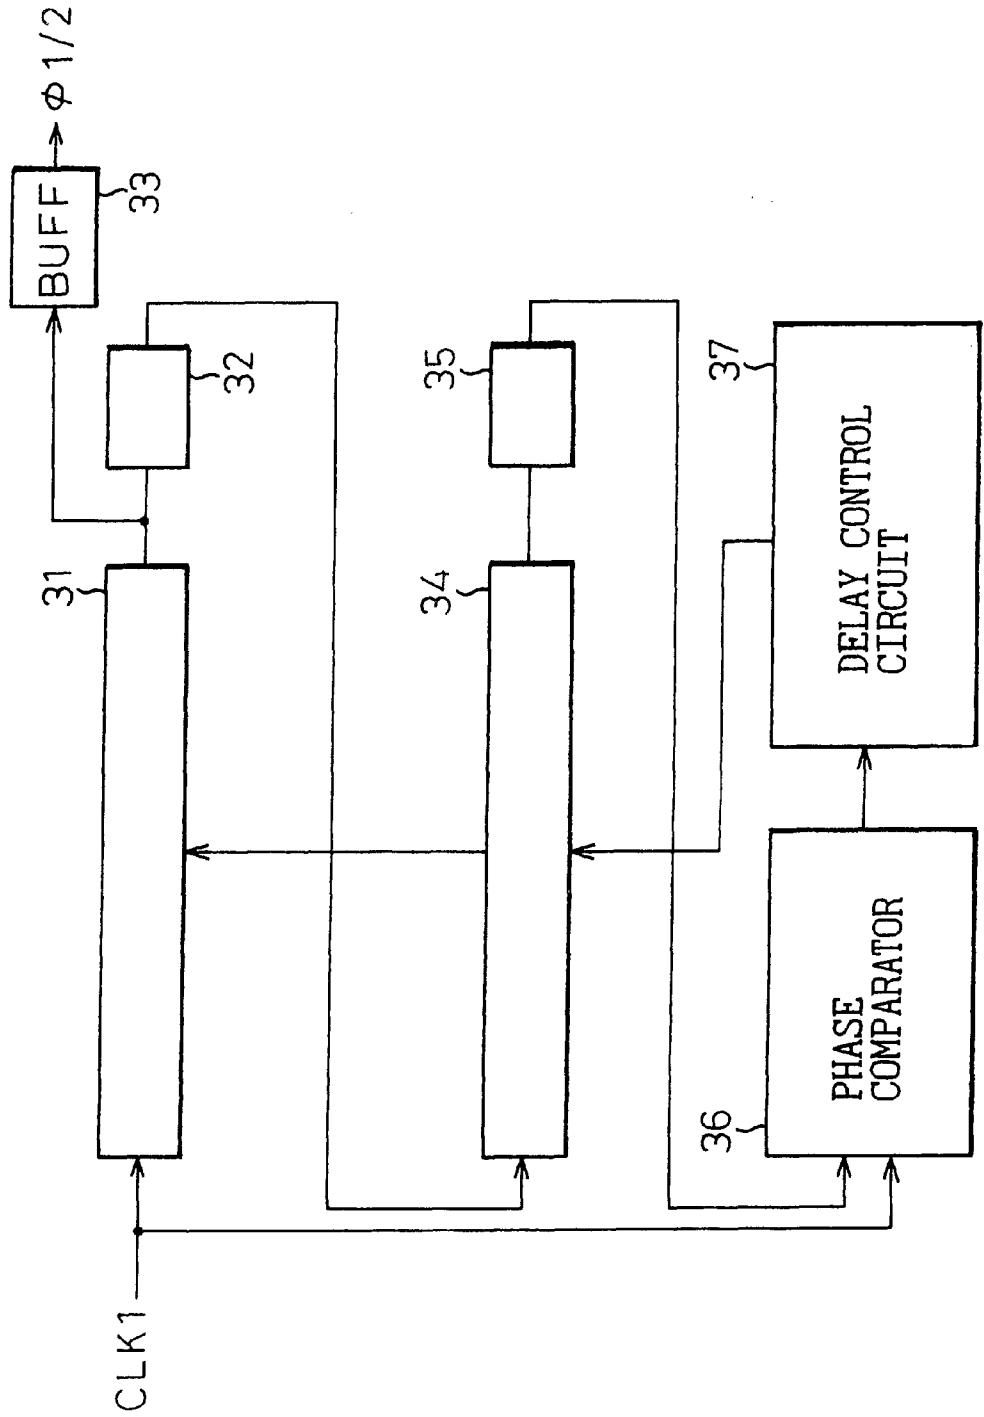 CLK1
31
32
BUFF
33
Φ1/2
34
35
36
PHASE
COMPARATOR
37
DELAY CONTROL
CIRCUIT